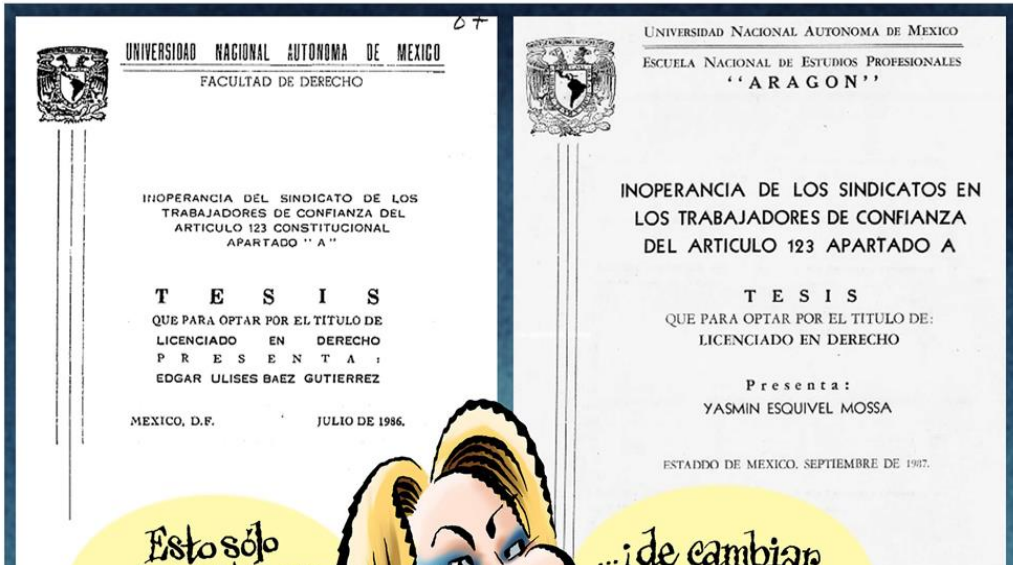 UNIVERSIDAD NACIONAL AUTONOMA DE MEXICO
FACULTAD DE DERECHO
INOPERANCIA DEL SINDICATO DE LOS
TRABAJADORES DE CONFIANZA DEL
ARTICULO 123 CONSTITUCIONAL
APARTADO " A "
T E S I S
QUE PARA OPTAR POR EL TITULO DE
LICENCIADO EN DERECHO
P R E S E N T A :
EDGAR ULISES BAEZ GUTIERREZ
MEXICO, D.F. JULIO DE 1986.
UNIVERSIDAD NACIONAL AUTONOMA DE MEXICO
ESCUELA NACIONAL DE ESTUDIOS PROFESIONALES
''ARAGON''
INOPERANCIA DE LOS SINDICATOS EN
LOS TRABAJADORES DE CONFIANZA
DEL ARTICULO 123 APARTADO A
T E S I S
QUE PARA OPTAR POR EL TITULO DE:
LICENCIADO EN DERECHO
Presenta:
YASMIN ESQUIVEL MOSSA
ESTADDO DE MEXICO. SEPTIEMBRE DE 1987.
Esto sólo
...¡de cambiar